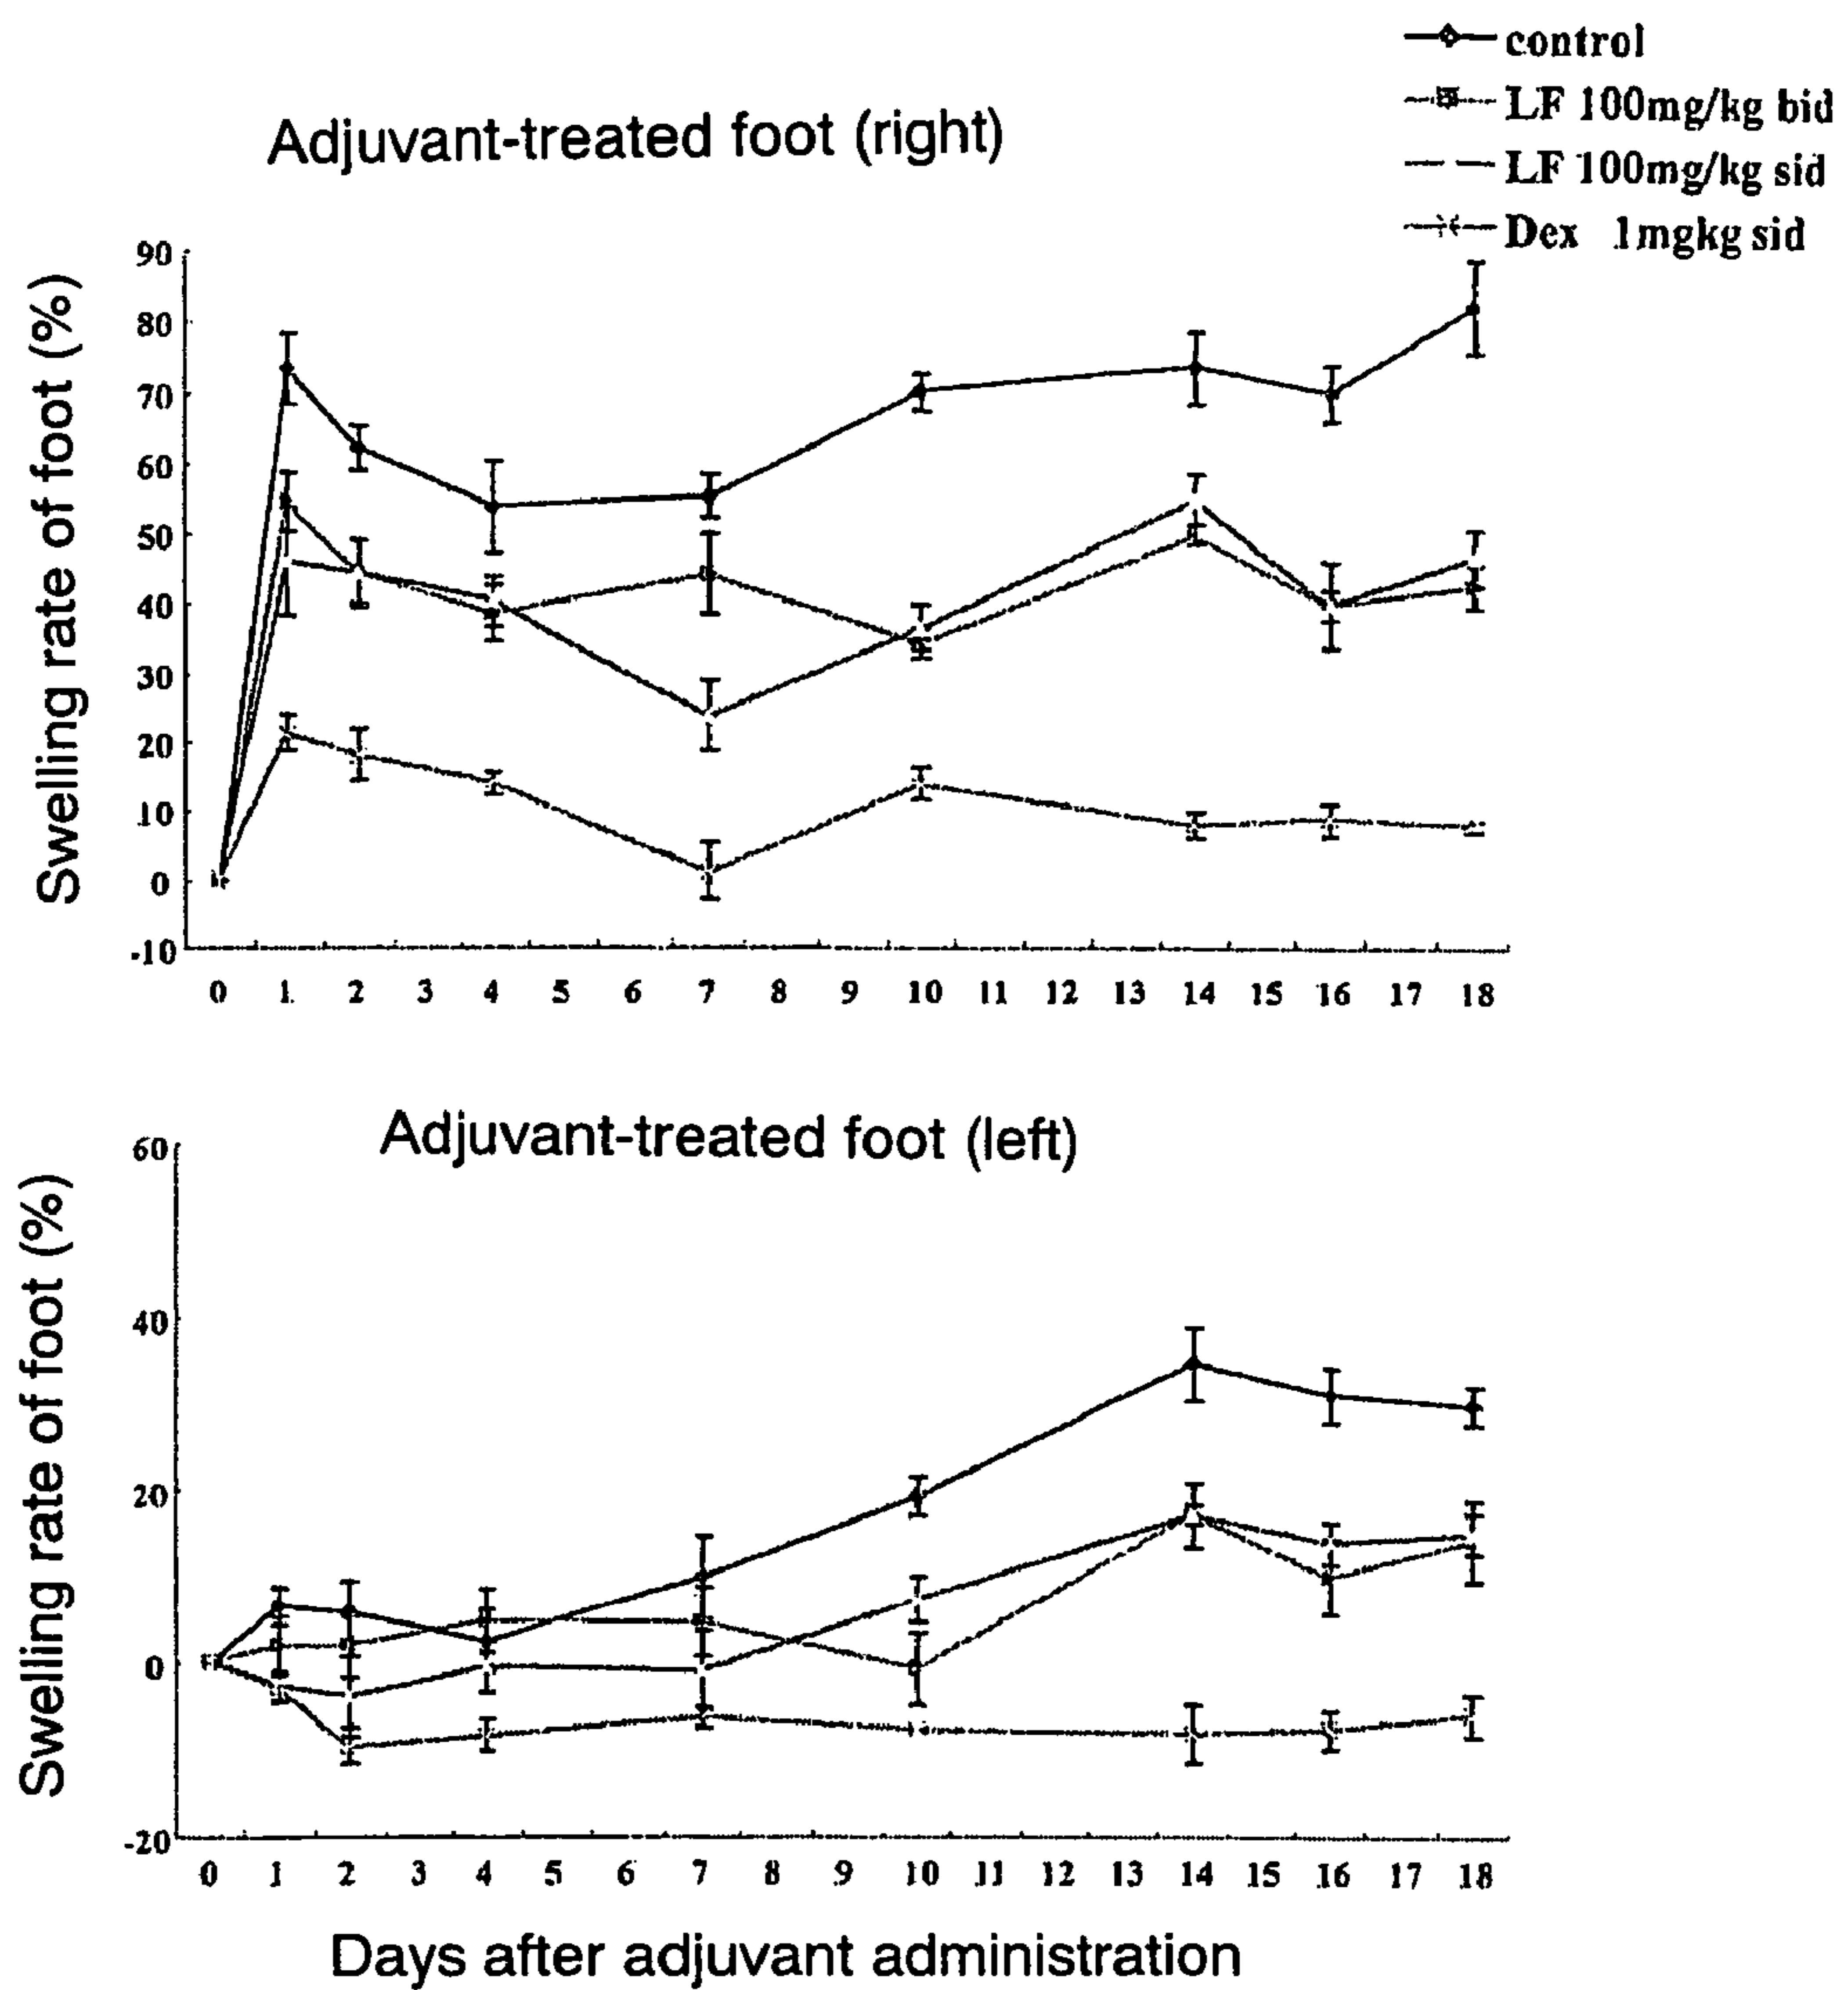 control
LF 100mg/kg bid
LF 100mg/kg sid
Dex 1mgkg sid
Adjuvant-treated foot (right)
Swelling rate of foot (%)
90
80
70
60
50
40
30
20
10
0
-10
0 1 2 3 4 5 6 7 8 9 10 11 12 13 14 15 16 17 18
Adjuvant-treated foot (left)
Swelling rate of foot (%)
60
40
20
0
-20
0 1 2 3 4 5 6 7 8 9 10 11 12 13 14 15 16 17 18
Days after adjuvant administration